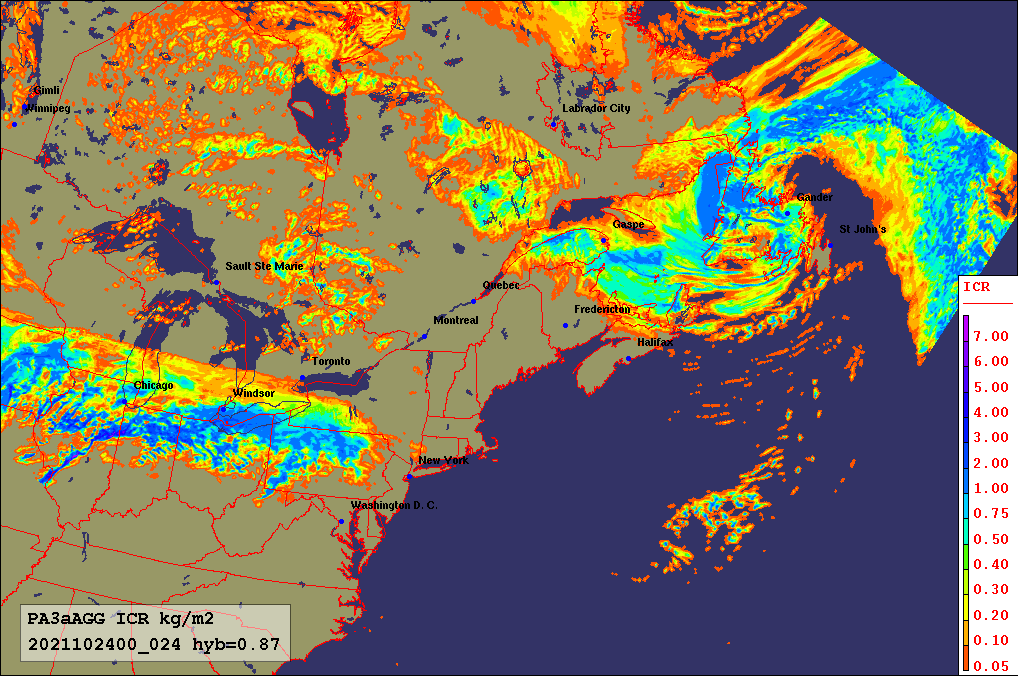 Gimli
Winnipeg
Labrador City
Gander
Gaspe
St John's
Sault Ste Marie
Quebec
Fredericton
Montreal
Halifax
Toronto
Chicago
Windsor
New York
Washington D. C.
ICR
7.00
6.00
5.00
4.00
3.00
2.00
1.00
0.75
0.50
0.40
0.30
0.20
0.10
0.05
PA3aAGG ICR kg/m2
2021102400_024 hyb=0.87